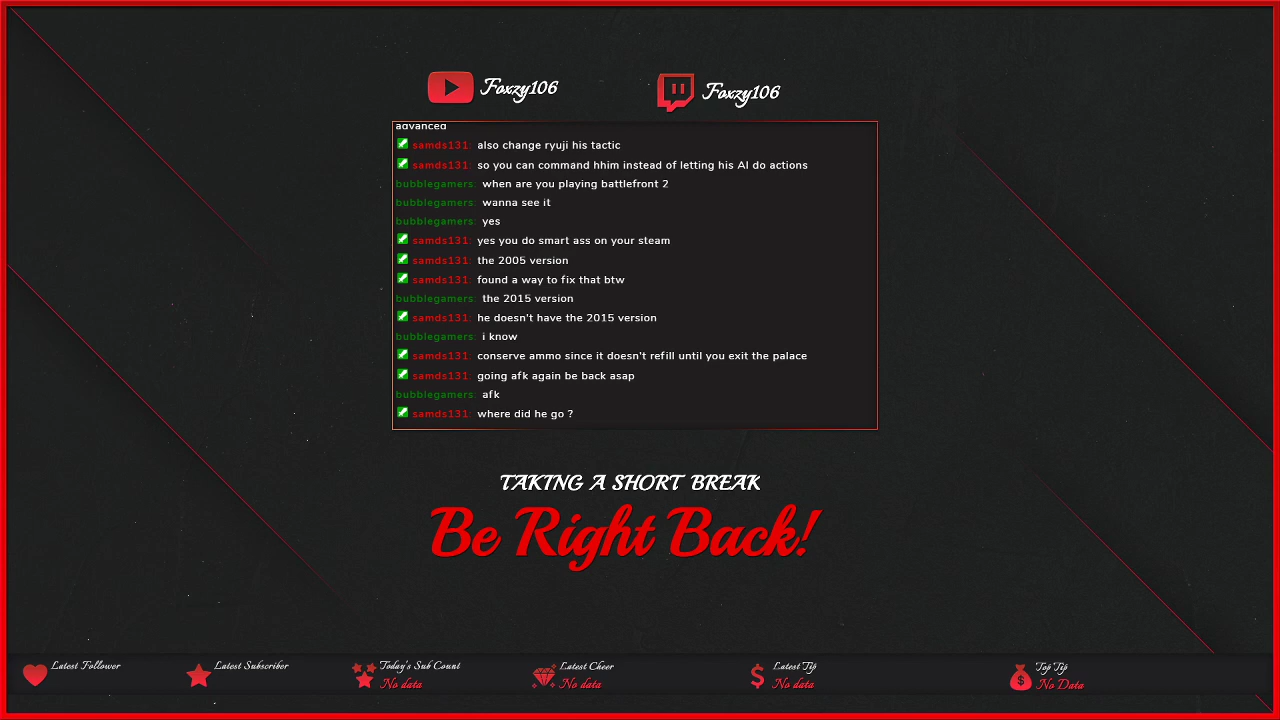 Foxzy106
Foxzy106
advanced
samds131: also change ryuji his tactic
samds131: so you can command hhim instead of letting his AI do actions
bubblegamers: when are you playing battlefront 2
bubblegamers: wanna see it
bubblegamers: yes
samds131: yes you do smart ass on your steam
samds131: the 2005 version
samds131: found a way to fix that btw
bubblegamers: the 2015 version
samds131: he doesn't have the 2015 version
bubblegamers: i know
samds131: conserve ammo since it doesn't refill until you exit the palace
samds131: going afk again be back asap
bubblegamers: afk
samds131: where did he go ?
TAKING A SHORT BREAK
Be Right Back!
Latest Follower
Latest Subscriber
Today's Sub Count
No data
Latest Cheer
No data
Latest Tip
No data
Top Tip
No Data